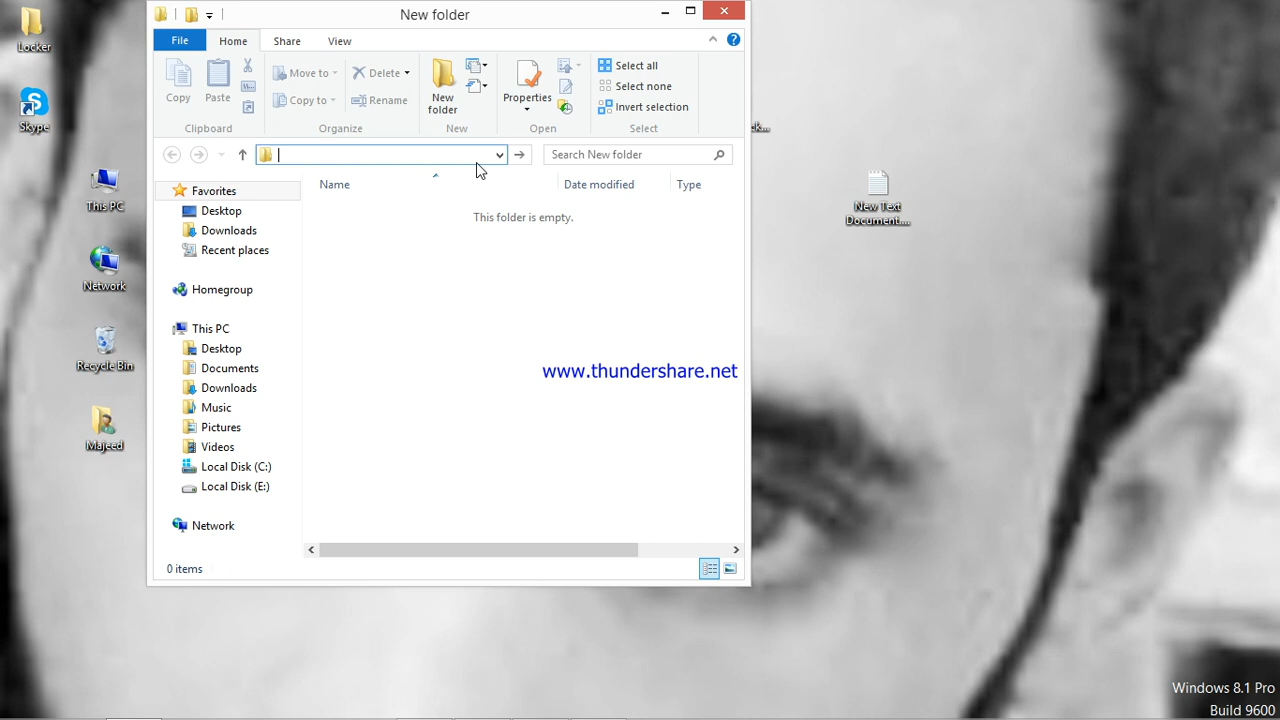 New folder
File
Home
Share
View
Copy
Paste
Move to
Copy to
Delete
Rename
New folder
Properties
Select all
Select none
Invert selection
Clipboard
Organize
New
Open
Select
Search New folder
Name
Date modified
Type
This folder is empty.
Favorites
Desktop
Downloads
Recent places
Homegroup
This PC
Desktop
Documents
Downloads
Music
Pictures
Videos
Local Disk (C:)
Local Disk (E:)
Network
0 items
www.thundershare.net
Locker
Skype
This PC
Network
Recycle Bin
Majeed
New Text
Document....
Windows 8.1 Pro
Build 9600